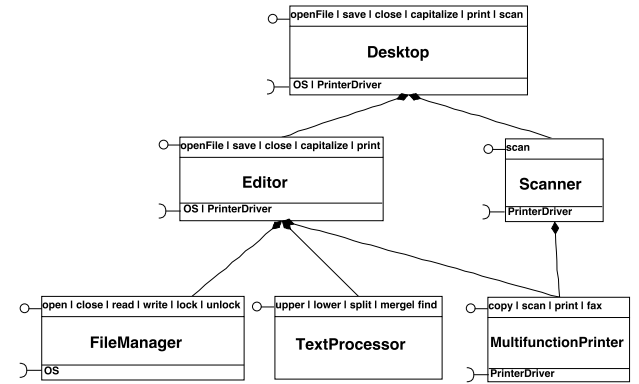 openFile | save | close | capitalize | print | scan
Desktop
OS | PrinterDriver
openFile | save | close | capitalize | print
Editor
OS | PrinterDriver
scan
Scanner
PrinterDriver
open | close | read | write | lock | unlock
FileManager
OS
upper | lower | split | mergel find
TextProcessor
copy | scan | print | fax
MultifunctionPrinter
PrinterDriver